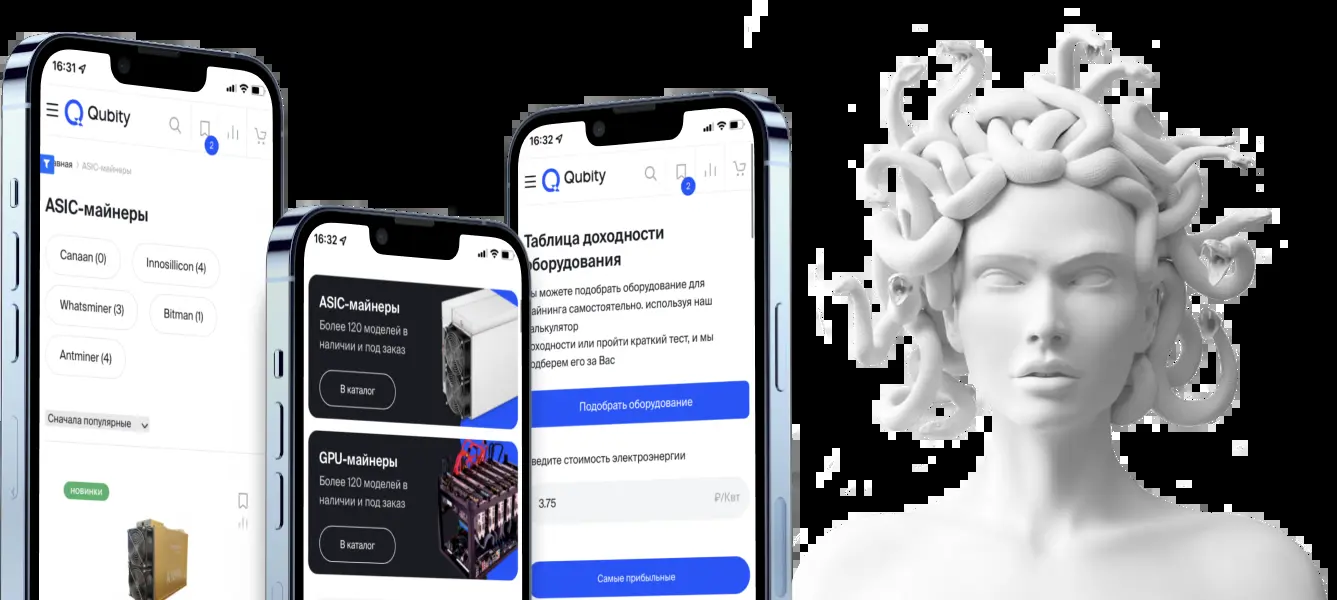 16:31
Qubity
2
авная > ASIC-майнеры
ASIC-майнеры
Canaan (0)
Innosillicon (4)
Whatsminer (3)
Bitman (1)
Antminer (4)
Сначала популярные
НОВИНКИ
16:32
ASIC-майнеры
Более 120 моделей в
наличии и под заказ
В каталог
GPU-майнеры
Более 120 моделей в
наличии и под заказ
В каталог
16:32
Qubity
2
Таблица доходности
оборудования
ы можете подобрать оборудование для
айнинга самостоятельно. используя наш
алькулятор
оходности или пройти краткий тест, и мы
одберем его за Вас
Подобрать оборудование
ведите стоимость электроэнергии
3.75
₽/Квт
Самые прибыльные